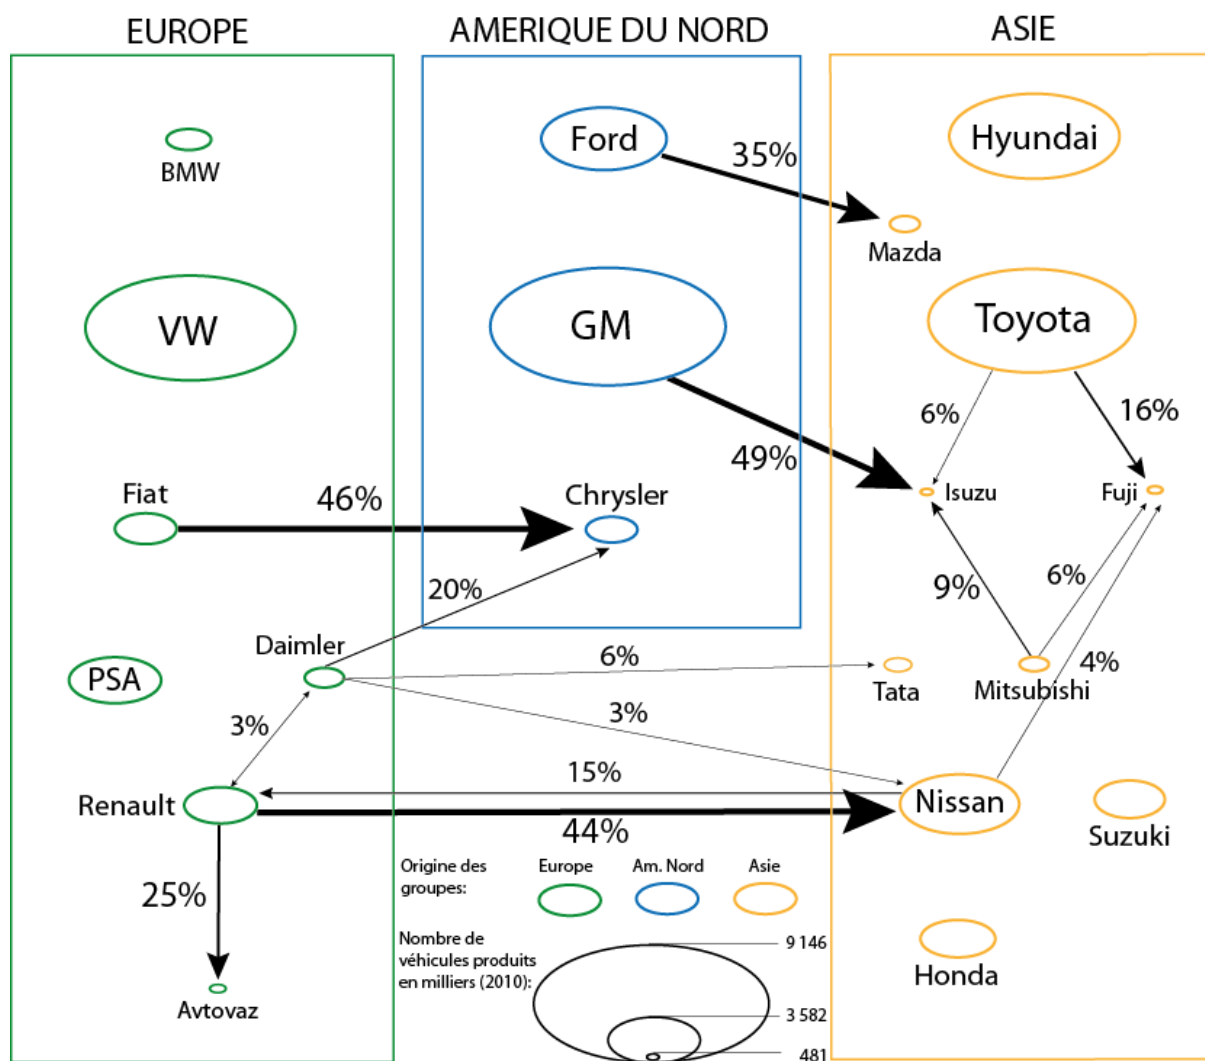 EUROPE
AMERIQUE DU NORD
ASIE
BMW
Ford
35%
Hyundai
Mazda
VW
GM
Toyota
6%
16%
49%
Fiat
46%
Chrysler
Isuzu
Fuji
20%
9%
6%
Daimler
PSA
6%
Tata
Mitsubishi
4%
3%
3%
15%
Renault
44%
Nissan
Suzuki
25%
Origine des
groupes:
Europe
Am. Nord
Asie
Nombre de
véhicules produits
en milliers (2010):
9 146
3 582
481
Honda
Avtovaz